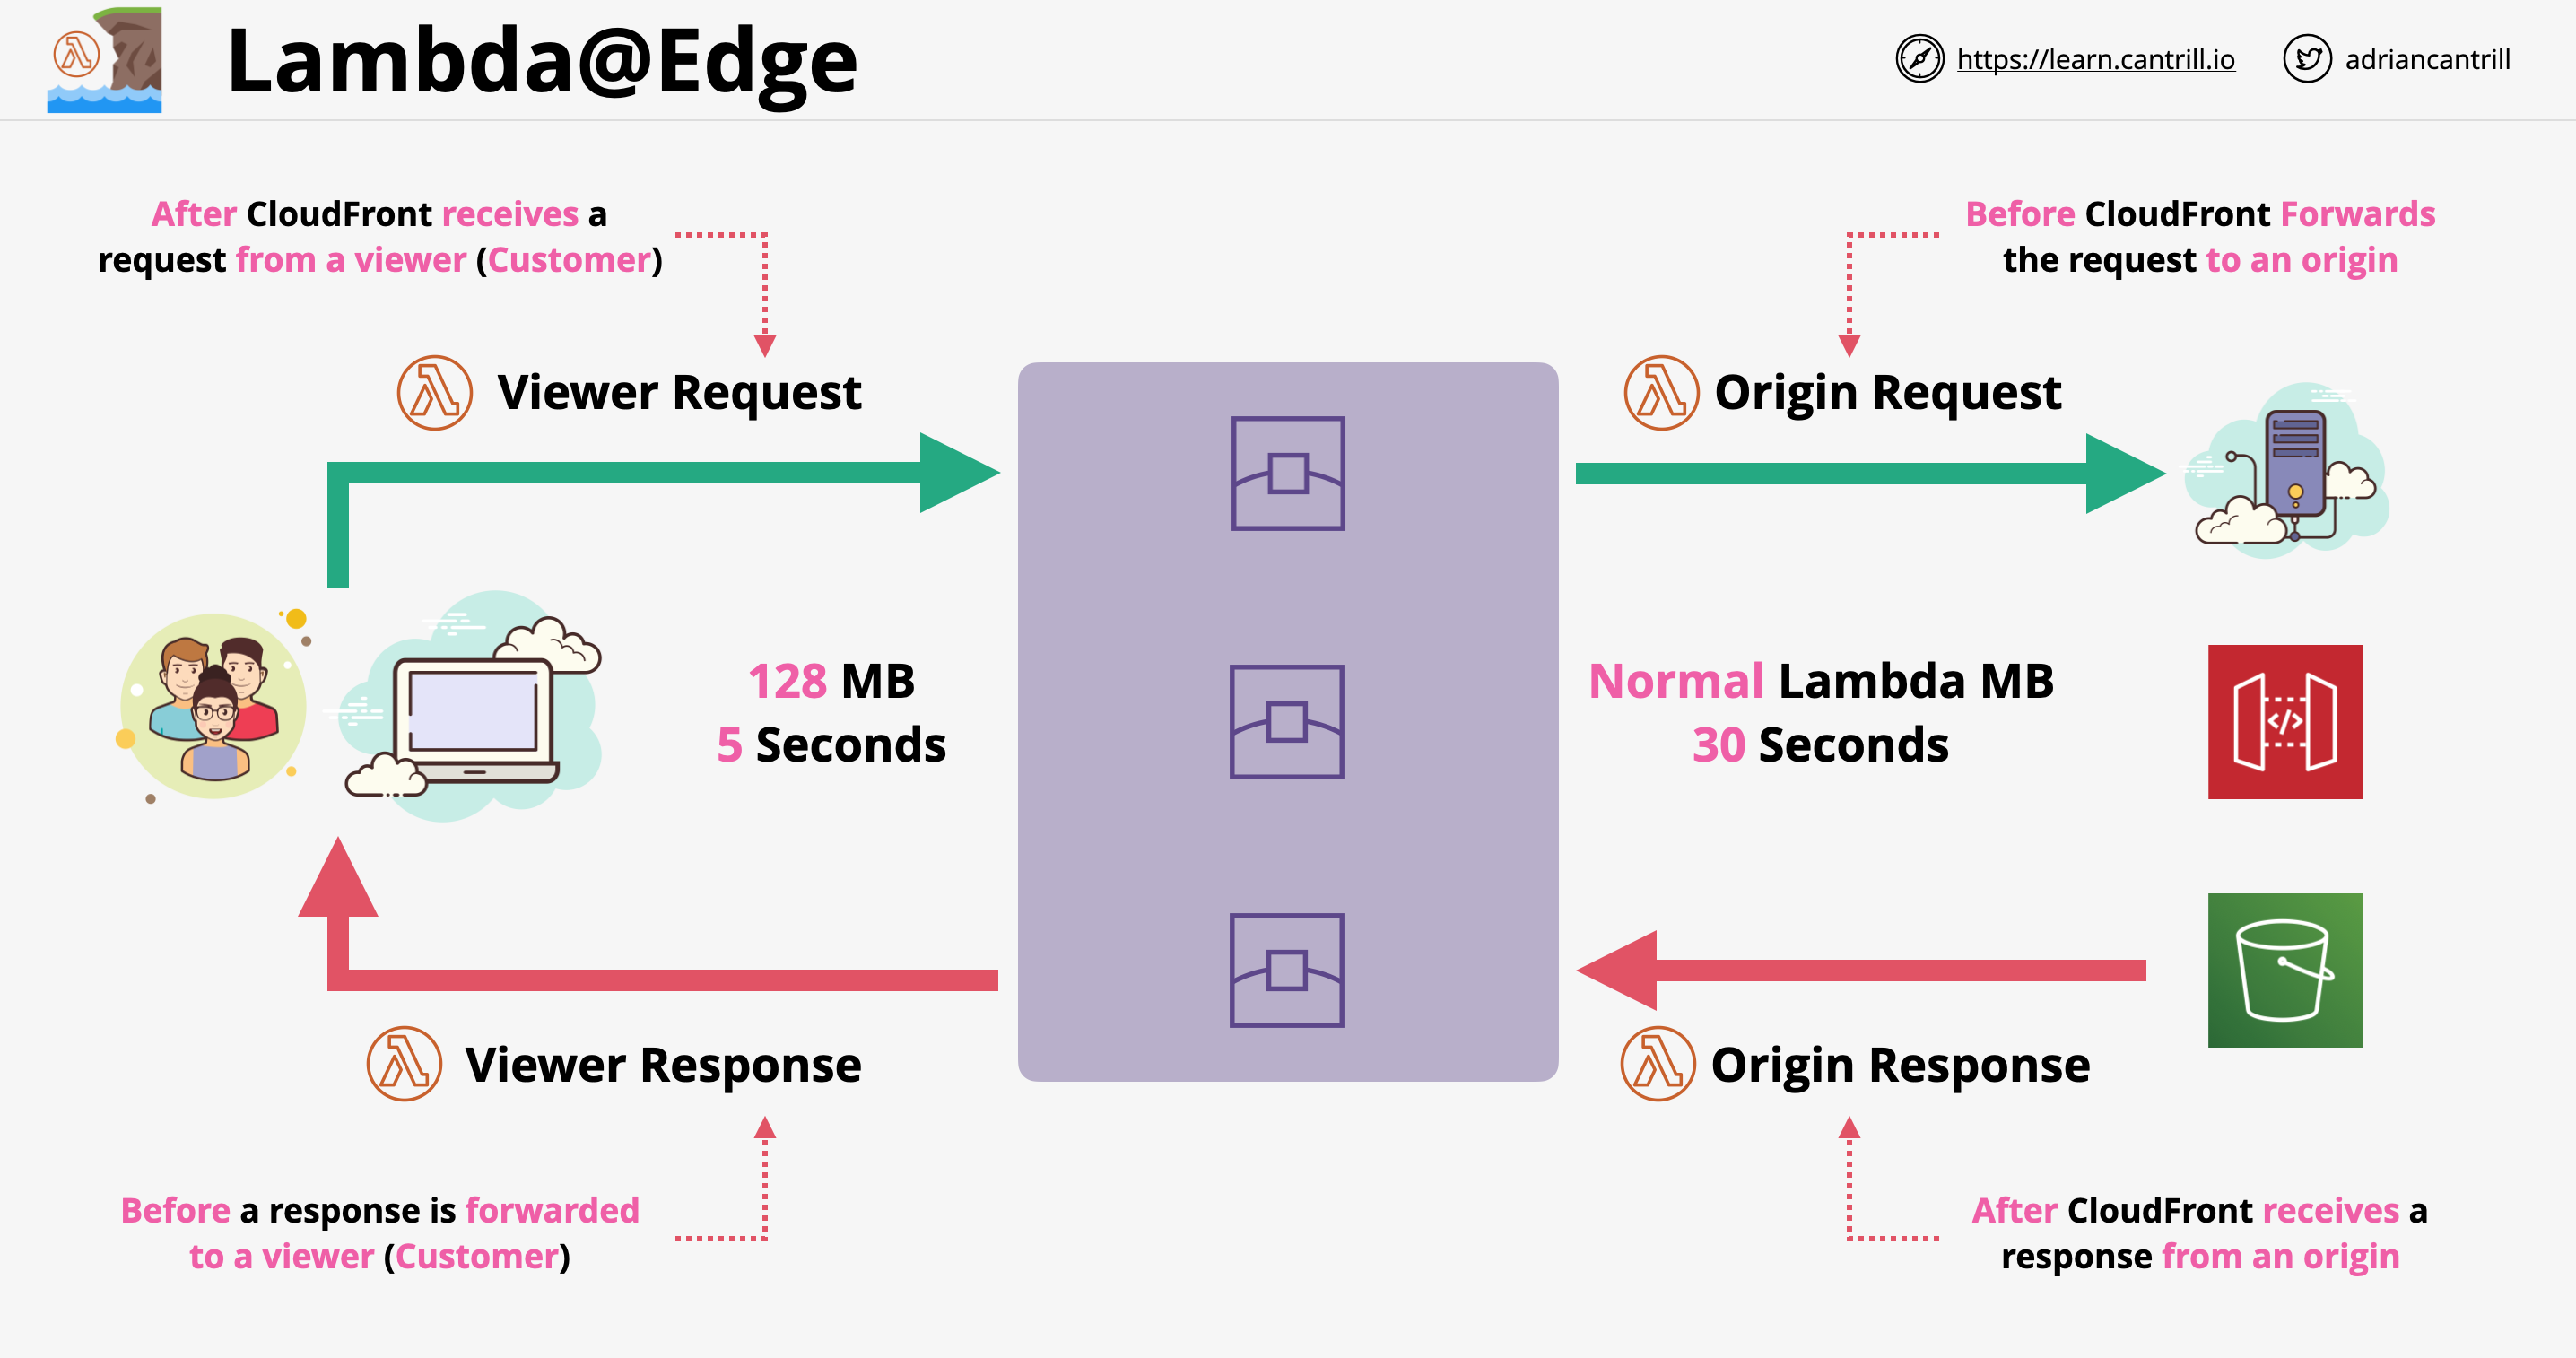 Lambda@Edge
https://learn.cantrill.io
adriancantrill
After CloudFront receives a
request from a viewer (Customer)
Before CloudFront Forwards
the request to an origin
Viewer Request
Origin Request
128 MB
5 Seconds
Normal Lambda MB
30 Seconds
</>
Viewer Response
Origin Response
Before a response is forwarded
to a viewer (Customer)
After CloudFront receives a
response from an origin